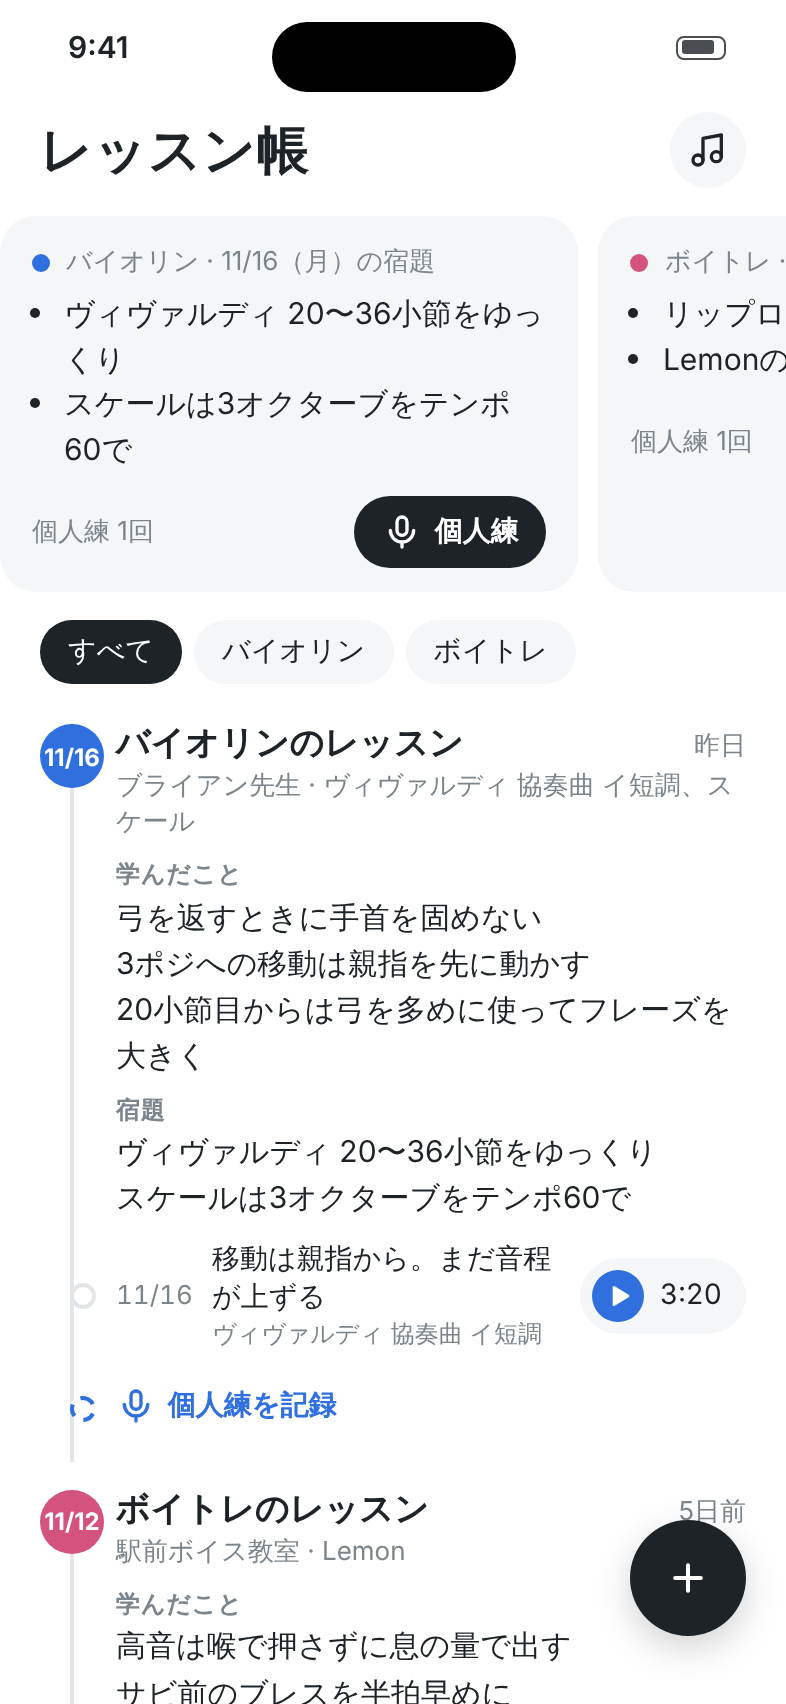 9:41
レッスン帳
バイオリン · 11/16（月）の宿題
• ヴィヴァルディ 20〜36小節をゆっ
くり
• スケールは3オクターブをテンポ
60で
個人練 1回
個人練
ボイトレ ·
• リップロ
• Lemonの
個人練 1回
すべて
バイオリン
ボイトレ
11/16
バイオリンのレッスン
昨日
ブライアン先生 · ヴィヴァルディ 協奏曲 イ短調、ス
ケール
学んだこと
弓を返すときに手首を固めない
3ポジへの移動は親指を先に動かす
20小節目からは弓を多めに使ってフレーズを
大きく
宿題
ヴィヴァルディ 20〜36小節をゆっくり
スケールは3オクターブをテンポ60で
11/16
移動は親指から。まだ音程
が上ずる
ヴィヴァルディ 協奏曲 イ短調
3:20
個人練を記録
11/12
ボイトレのレッスン
5日前
駅前ボイス教室 · Lemon
学んだこと
高音は喉で押さずに息の量で出す
サビ前のブレスを半拍早めに